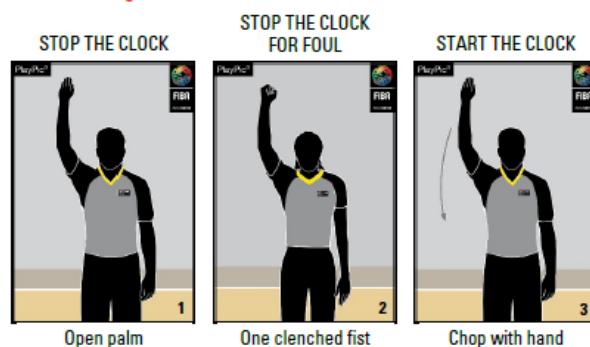 STOP THE CLOCK
STOP THE CLOCK
FOR FOUL
START THE CLOCK
PlayPic®
FIBA
1
PlayPic®
FIBA
2
PlayPic®
FIBA
3
Open palm
One clenched fist
Chop with hand